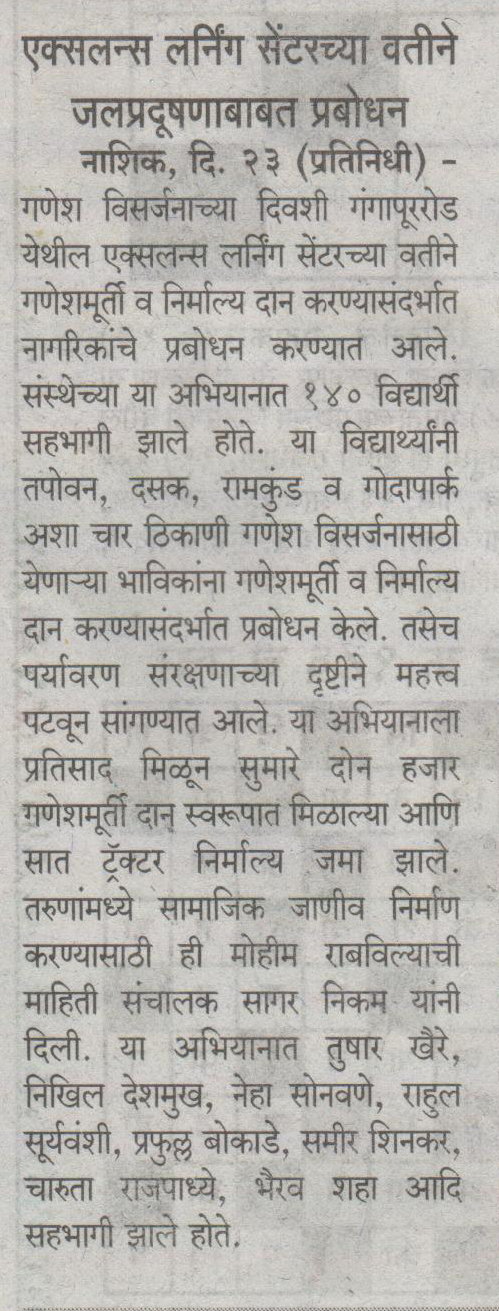 एक्सलन्स लर्निंग सेंटरच्या वतीने
जलप्रदूषणाबाबत प्रबोधन
नाशिक, दि. २३ (प्रतिनिधी) -
गणेश विसर्जनाच्या दिवशी गंगापूररोड
येथील एक्सलन्स लर्निंग सेंटरच्या वतीने
गणेशमूर्ती व निर्माल्य दान करण्यासंदर्भात
नागरिकांचे प्रबोधन करण्यात आले.
संस्थेच्या या अभियानात १४० विद्यार्थी
सहभागी झाले होते. या विद्यार्थ्यांनी
तपोवन, दसक, रामकुंड व गोदापार्क
अशा चार ठिकाणी गणेश विसर्जनासाठी
येणाऱ्या भाविकांना गणेशमूर्ती व निर्माल्य
दान करण्यासंदर्भात प्रबोधन केले. तसेच
पर्यावरण संरक्षणाच्या दृष्टीने महत्त्व
पटवून सांगण्यात आले. या अभियानाला
प्रतिसाद मिळून सुमारे दोन हजार
गणेशमूर्ती दान स्वरूपात मिळाल्या आणि
सात ट्रॅक्टर निर्माल्य जमा झाले.
तरुणांमध्ये सामाजिक जाणीव निर्माण
करण्यासाठी ही मोहीम राबविल्याची
माहिती संचालक सागर निकम यांनी
दिली. या अभियानात तुषार खैरे,
निखिल देशमुख, नेहा सोनवणे, राहुल
सूर्यवंशी, प्रफुल्ल बोकाडे, समीर शिनकर,
चारुता राजपाध्ये, भैरव शहा आदि
सहभागी झाले होते.